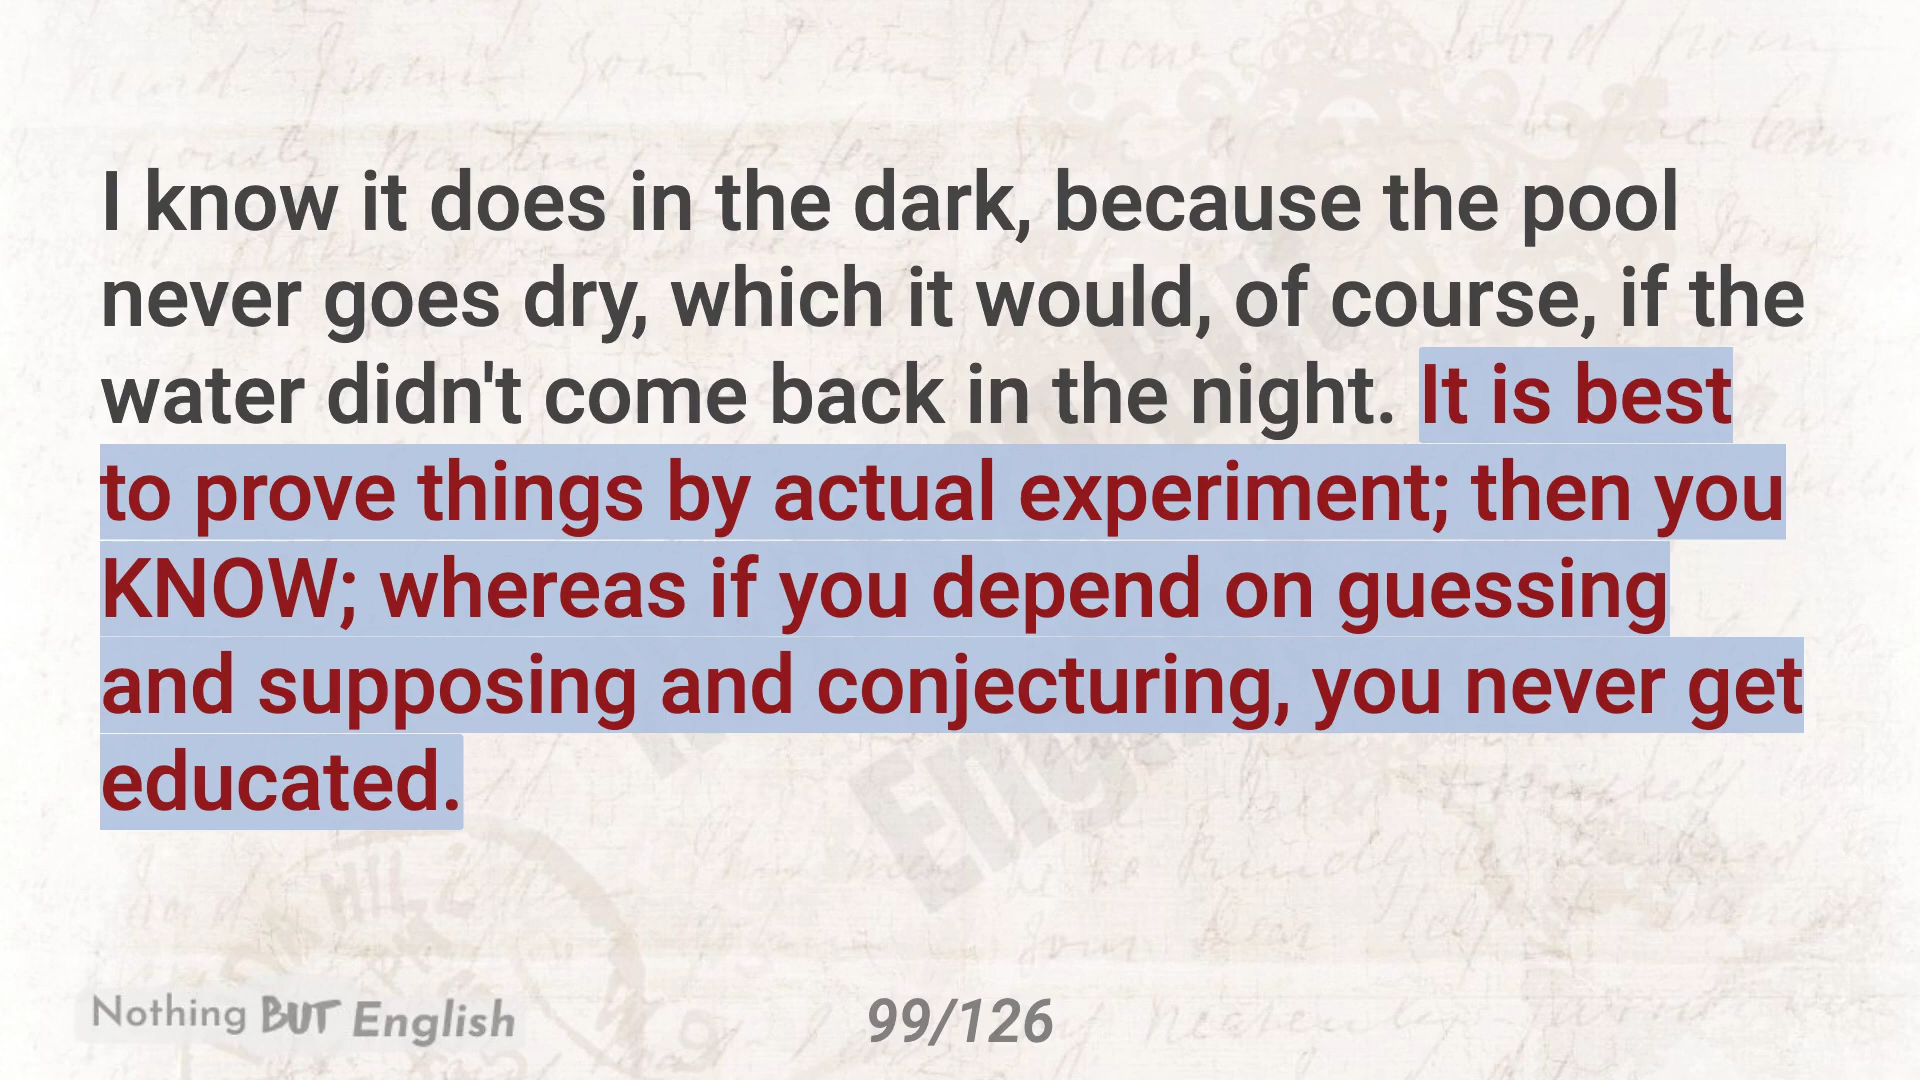 I know it does in the dark, because the pool
never goes dry, which it would, of course, if the
water didn't come back in the night. It is best
to prove things by actual experiment; then you
KNOW; whereas if you depend on guessing
and supposing and conjecturing, you never get
educated.
Nothing BUT English
99/126